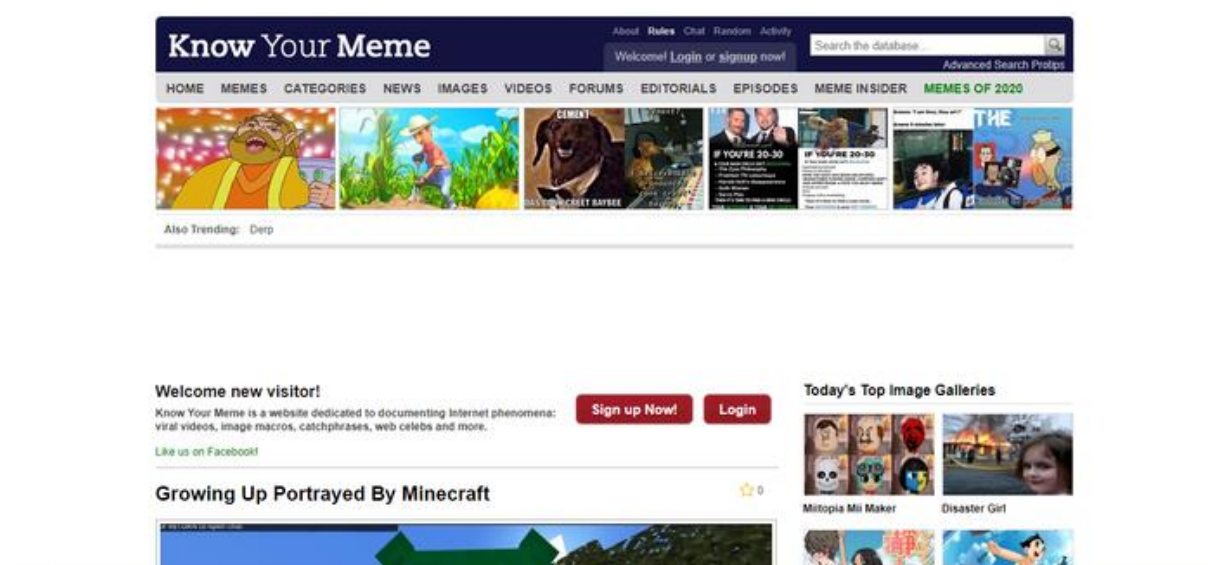 Know Your Meme
About Rules Chat Random Activity
Welcome! Login or signup now!
Search the database...
Advanced Search Protips
HOME MEMES CATEGORIES NEWS IMAGES VIDEOS FORUMS EDITORIALS EPISODES MEME INSIDER MEMES OF 2020
CEMENT
IF YOU'RE 20-30
IF YOU'RE 20-30
THE
Also Trending: Derp
Welcome new visitor!
Know Your Meme is a website dedicated to documenting Internet phenomena:
viral videos, image macros, catchphrases, web celebs and more.
Like us on Facebook!
Sign up Now!
Login
Growing Up Portrayed By Minecraft
0
Today's Top Image Galleries
Miitopia Mii Maker
Disaster Girl